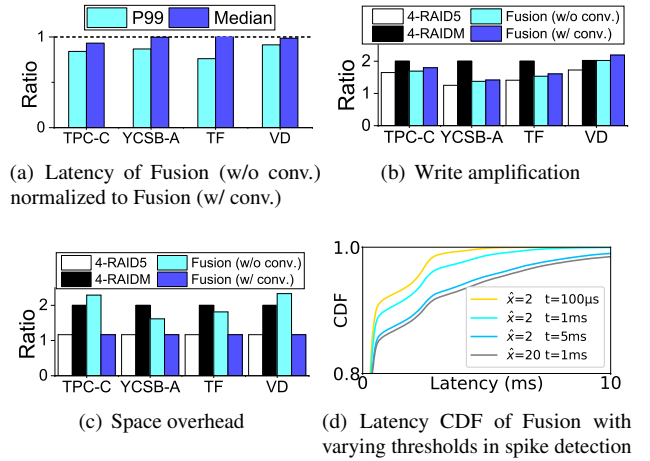 P99 Median
1
0
Ratio
TPC-C YCSB-A TF VD
(a) Latency of Fusion (w/o conv.)
normalized to Fusion (w/ conv.)
4-RAID5 Fusion (w/o conv.)
4-RAIDM Fusion (w/ conv.)
2
1
0
Ratio
TPC-C YCSB-A TF VD
(b) Write amplification
4-RAID5 Fusion (w/o conv.)
4-RAIDM Fusion (w/ conv.)
2
1
0
Ratio
TPC-C YCSB-A TF VD
(c) Space overhead
1.0
0.9
0.8
CDF
x̂=2 t=100μs
x̂=2 t=1ms
x̂=2 t=5ms
x̂=20 t=1ms
0 Latency (ms) 10
(d) Latency CDF of Fusion with
varying thresholds in spike detection